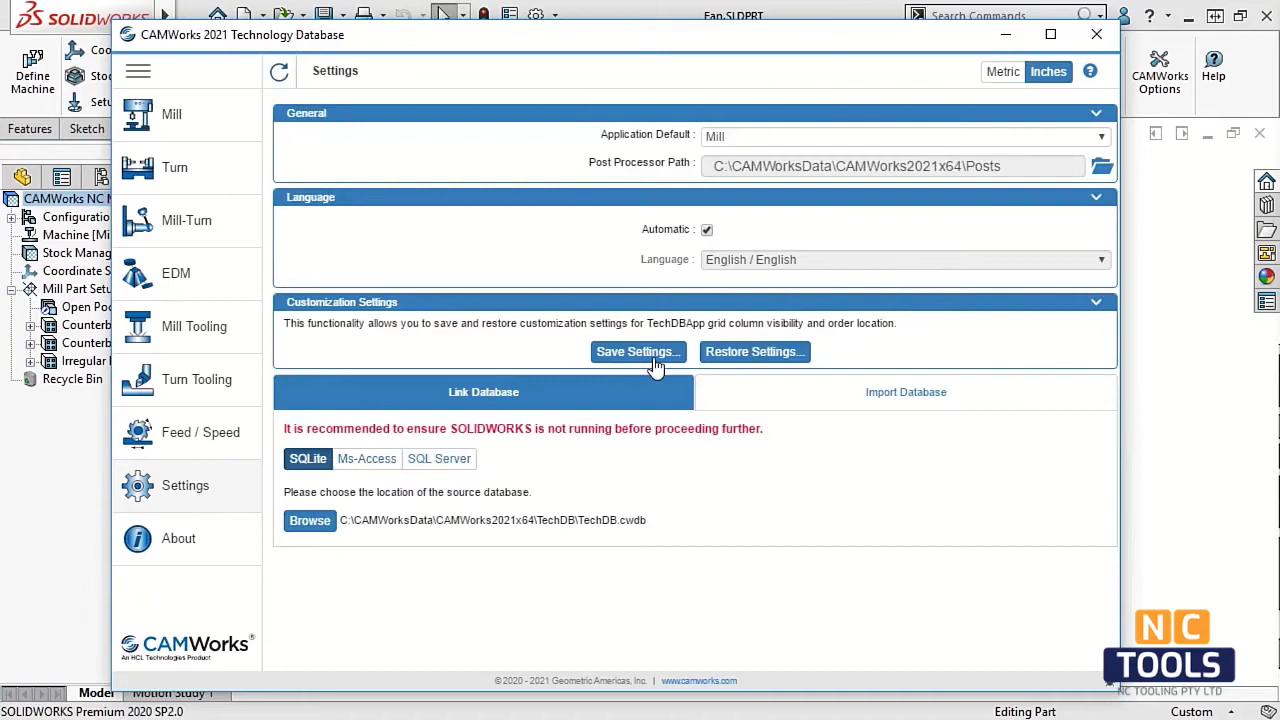 SOLIDWORKS
Fan.SLDPRT
Search Commands
CAMWorks 2021 Technology Database
Define
Machine
Coo
Stoc
Setu
CAMWorks
Options
Help
Features
Sketch
CAMWorks NC M
Configuration
Machine [Mi
Stock Manag
Coordinate S
Mill Part Setu
Open Poc
Counterb
Counterb
Irregular I
Recycle Bin
Settings
Metric
Inches
Mill
Turn
Mill-Turn
EDM
Mill Tooling
Turn Tooling
Feed / Speed
Settings
About
CAMWorks®
An HCL Technologies Product
General
Application Default :
Mill
Post Processor Path :
C:\CAMWorksData\CAMWorks2021x64\Posts
Language
Automatic :
Language :
English / English
Customization Settings
This functionality allows you to save and restore customization settings for TechDBApp grid column visibility and order location.
Save Settings...
Restore Settings...
Link Database
Import Database
It is recommended to ensure SOLIDWORKS is not running before proceeding further.
SQLite
Ms-Access
SQL Server
Please choose the location of the source database.
Browse
C:\CAMWorksData\CAMWorks2021x64\TechDB\TechDB.cwdb
© 2020 - 2021 Geometric Americas, Inc. | www.camworks.com
NC
TOOLS
NC TOOLING PTY LTD
Model
Motion Study 1
SOLIDWORKS Premium 2020 SP2.0
Editing Part
Custom